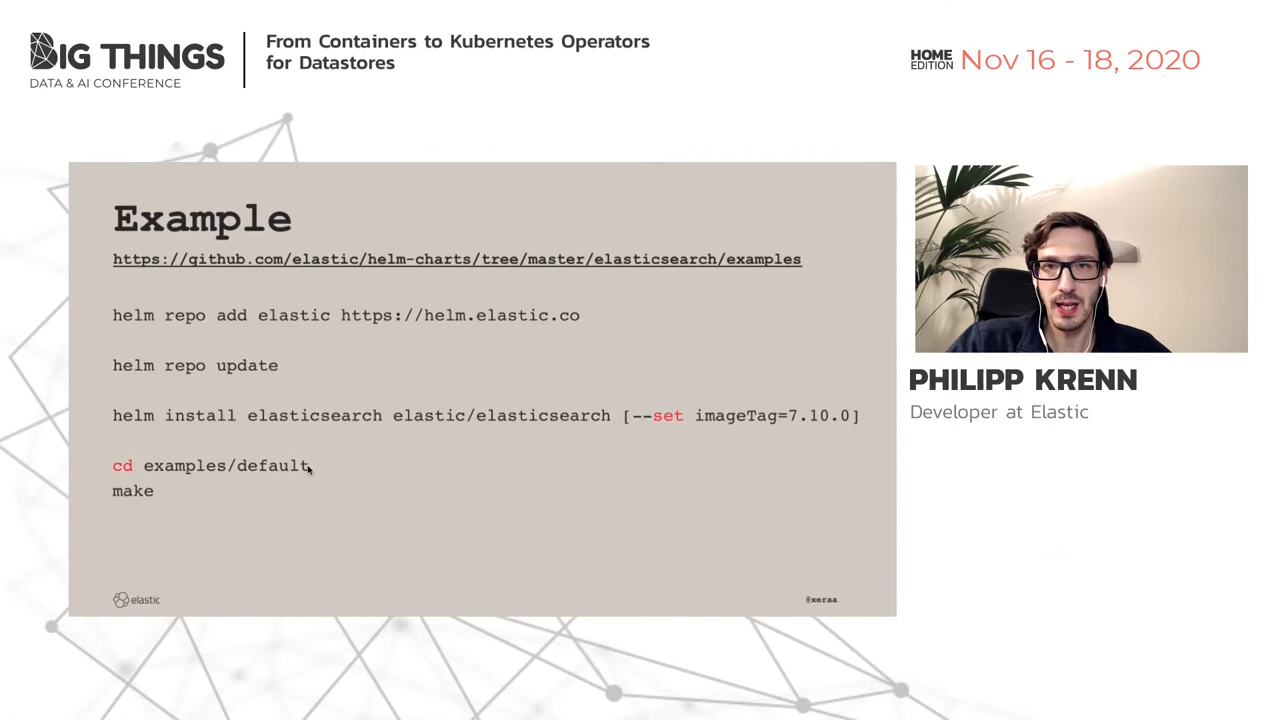 BIG THINGS
DATA & AI CONFERENCE
From Containers to Kubernetes Operators
for Datastores
HOME
EDITION
Nov 16 - 18, 2020
Example
https://github.com/elastic/helm-charts/tree/master/elasticsearch/examples
helm repo add elastic https://helm.elastic.co
helm repo update
helm install elasticsearch elastic/elasticsearch [--set imageTag=7.10.0]
cd examples/default
make
elastic
@xeraa
PHILIPP KRENN
Developer at Elastic